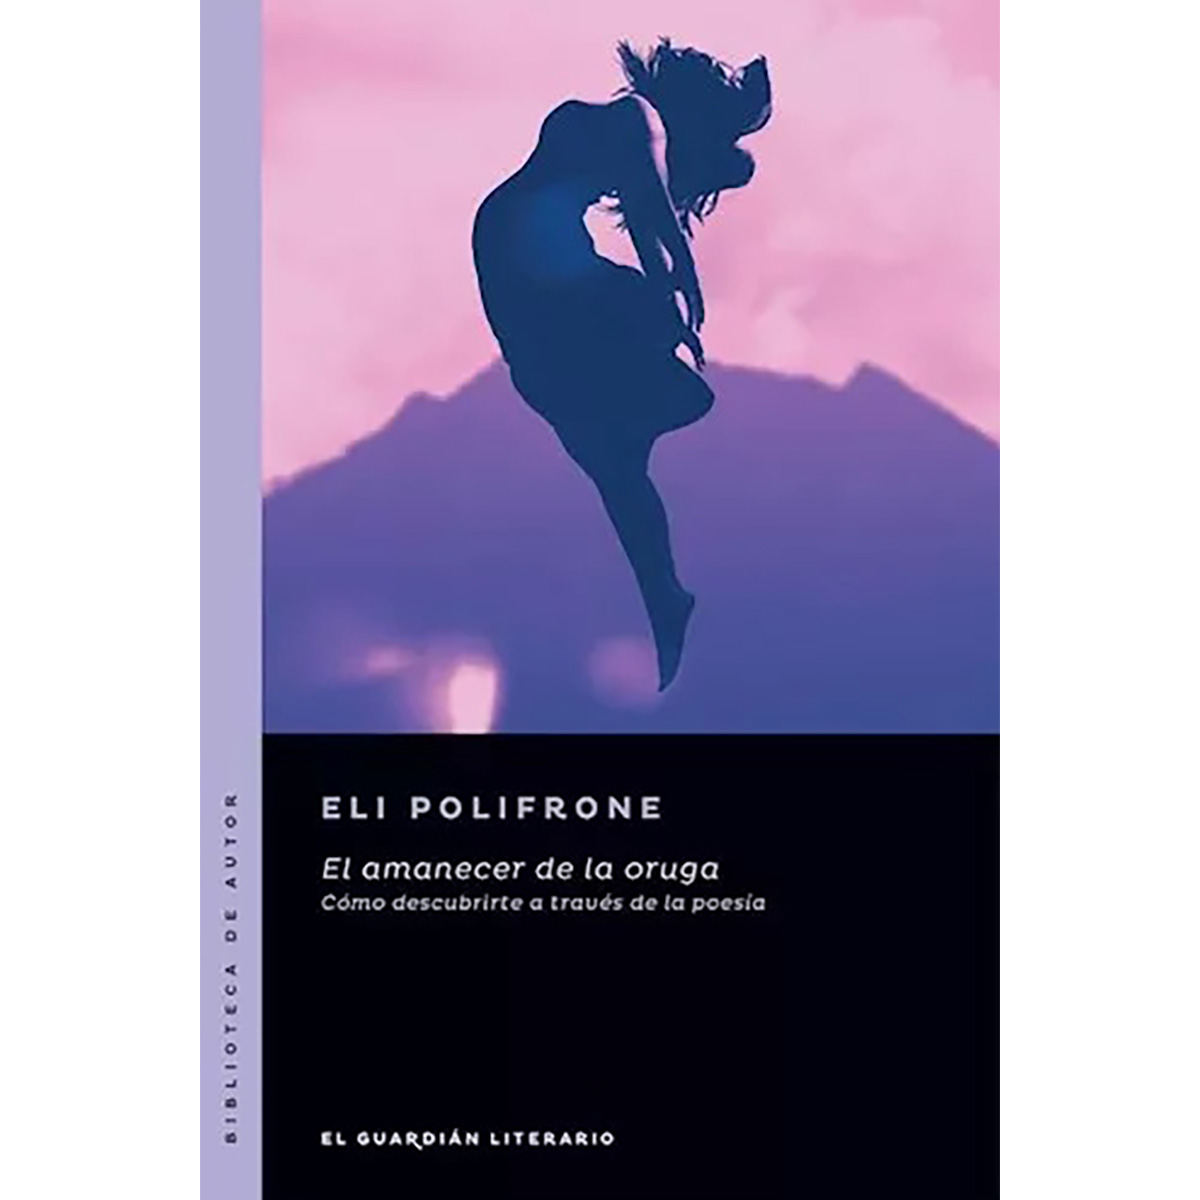 ELI POLIFRONE
El amanecer de la oruga
Cómo descubrirte a través de la poesía
EL GUARDIÁN LITERARIO
BIBLIOTECA DE AUTOR